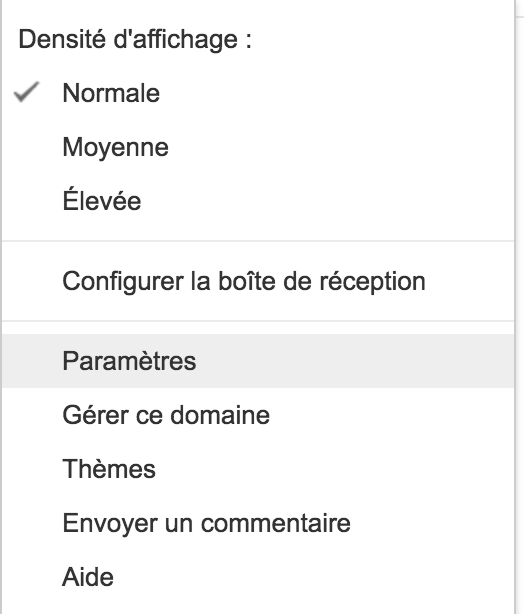 Densité d'affichage :
Normale
Moyenne
Élevée
Configurer la boîte de réception
Paramètres
Gérer ce domaine
Thèmes
Envoyer un commentaire
Aide